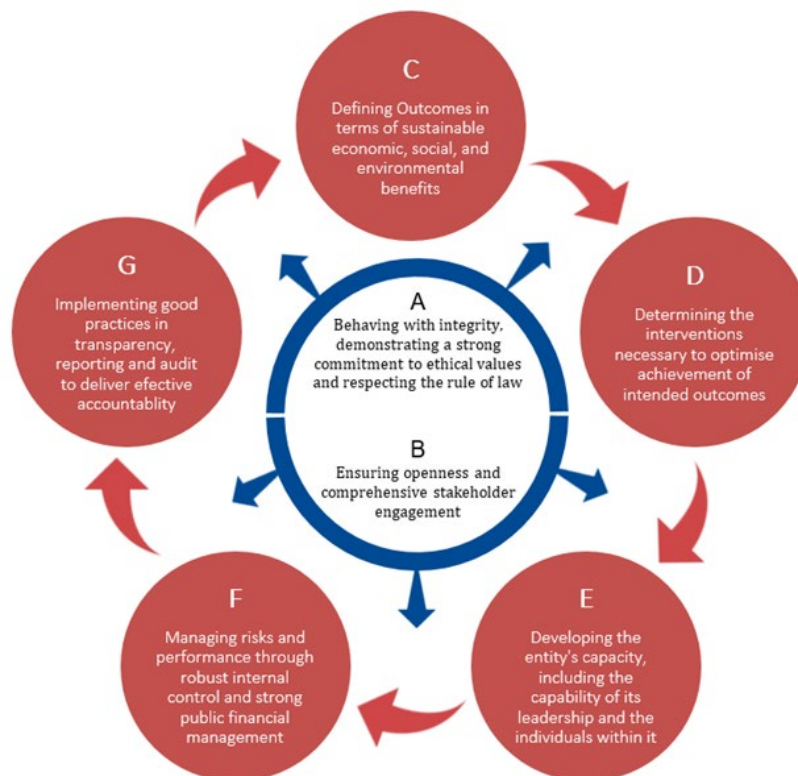 C
Defining Outcomes in
terms of sustainable
economic, social, and
environmental
benefits
G
Implementing good
practices in
transparency,
reporting and audit
to deliver efective
accountablity
A
Behaving with integrity,
demonstrating a strong
commitment to ethical values
and respecting the rule of law
D
Determining the
interventions
necessary to optimise
achievement of
intended outcomes
B
Ensuring openness and
comprehensive stakeholder
engagement
F
Managing risks and
performance through
robust internal
control and strong
public financial
management
E
Developing the
entity's capacity,
including the
capability of its
leadership and the
individuals within it